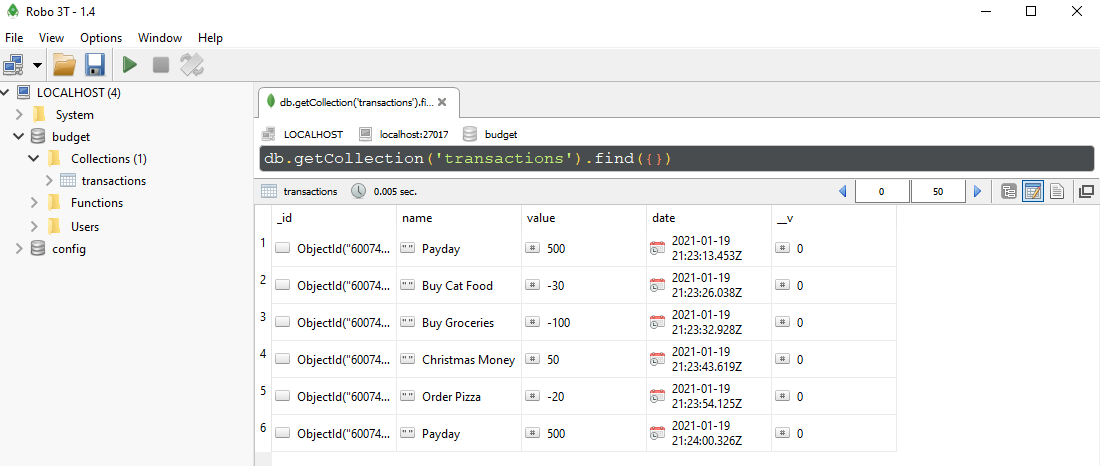 Robo 3T - 1.4
File View Options Window Help
LOCALHOST (4)
System
budget
Collections (1)
transactions
Functions
Users
config
db.getCollection('transactions').fi...
LOCALHOST localhost:27017 budget
db.getCollection('transactions').find({})
transactions 0.005 sec. 0 50
_id name value date __v
1 ObjectId("60074... "" Payday # 500 2021-01-19
21:23:13.453Z # 0
2 ObjectId("60074... "" Buy Cat Food # -30 2021-01-19
21:23:26.038Z # 0
3 ObjectId("60074... "" Buy Groceries # -100 2021-01-19
21:23:32.928Z # 0
4 ObjectId("60074... "" Christmas Money # 50 2021-01-19
21:23:43.619Z # 0
5 ObjectId("60074... "" Order Pizza # -20 2021-01-19
21:23:54.125Z # 0
6 ObjectId("60074... "" Payday # 500 2021-01-19
21:24:00.326Z # 0